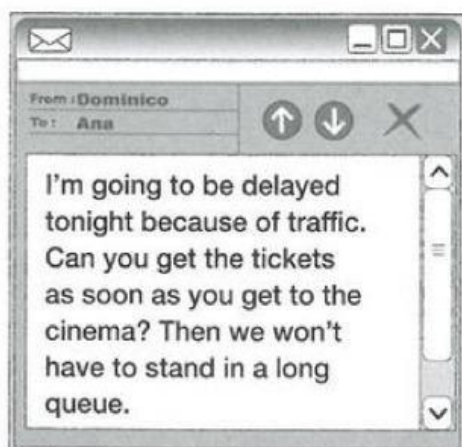 From : Dominico
To : Ana
I'm going to be delayed
tonight because of traffic.
Can you get the tickets
as soon as you get to the
cinema? Then we won't
have to stand in a long
queue.